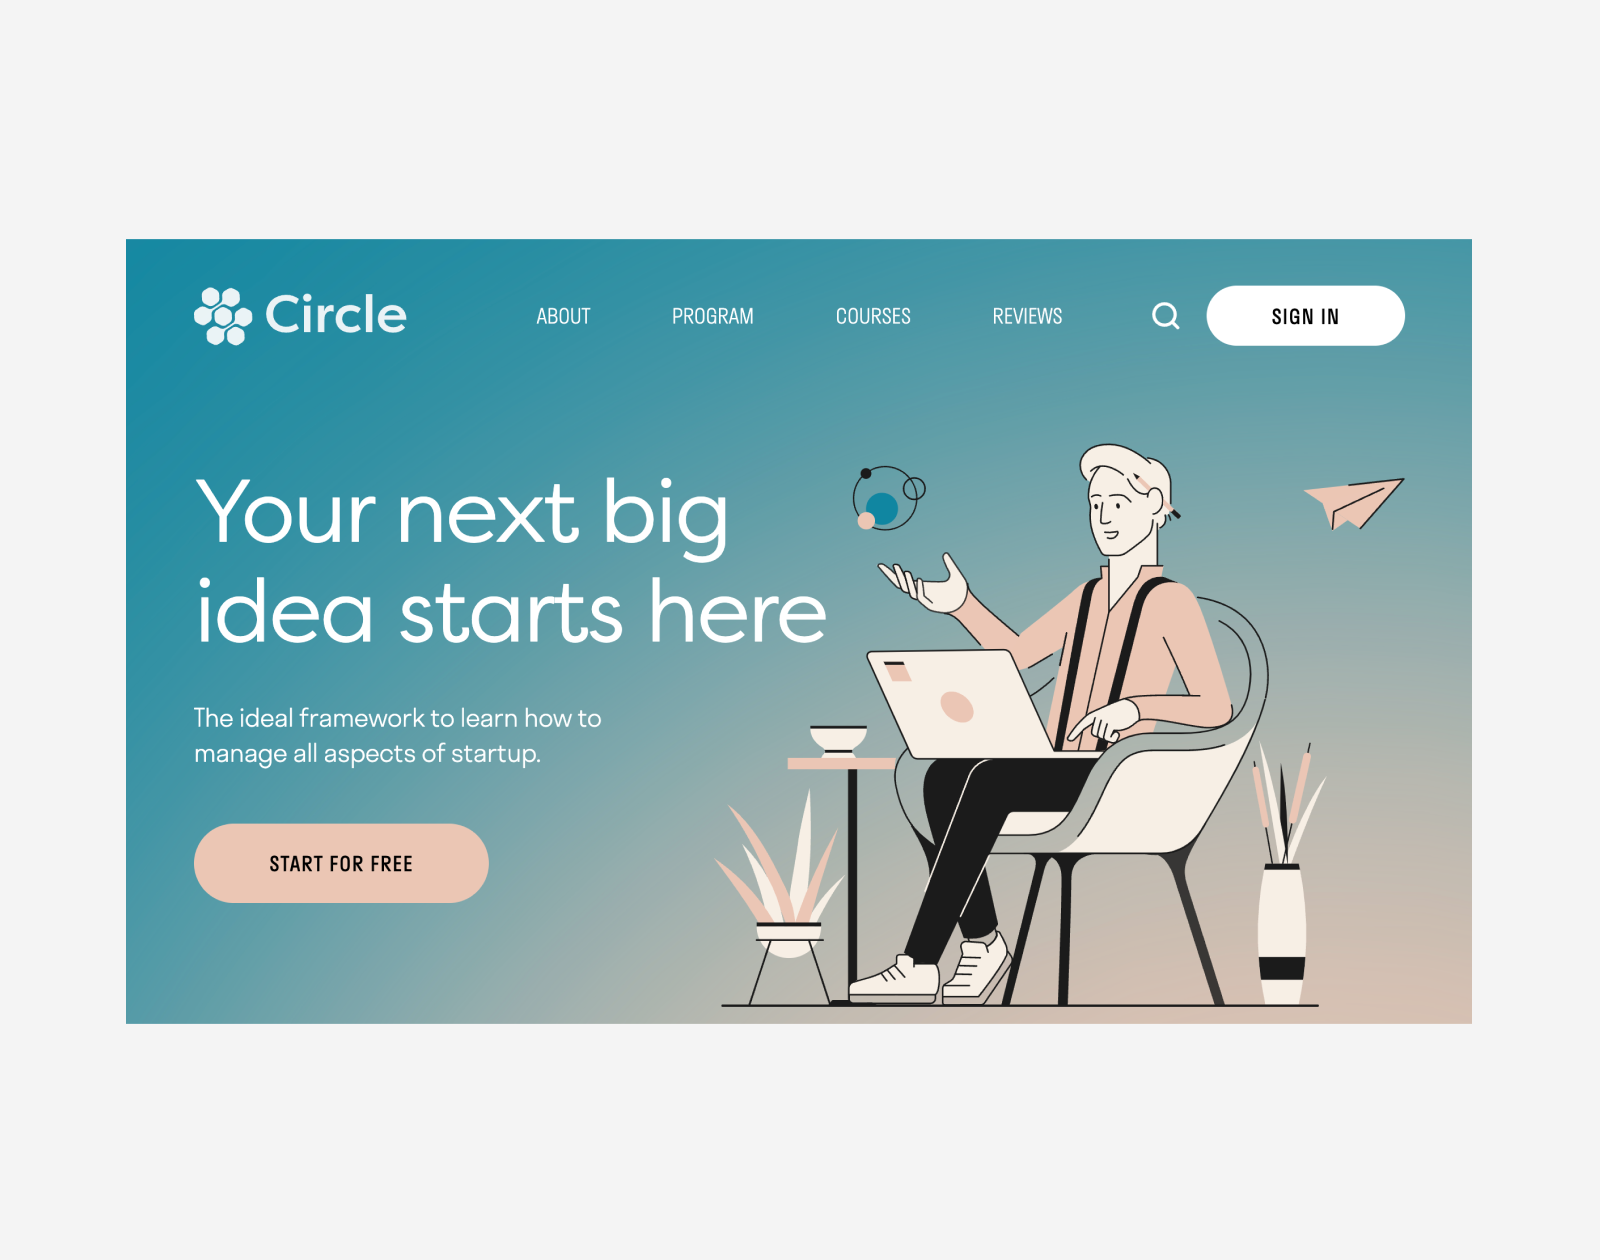 Circle
ABOUT
PROGRAM
COURSES
REVIEWS
SIGN IN
Your next big
idea starts here
The ideal framework to learn how to
manage all aspects of startup.
START FOR FREE